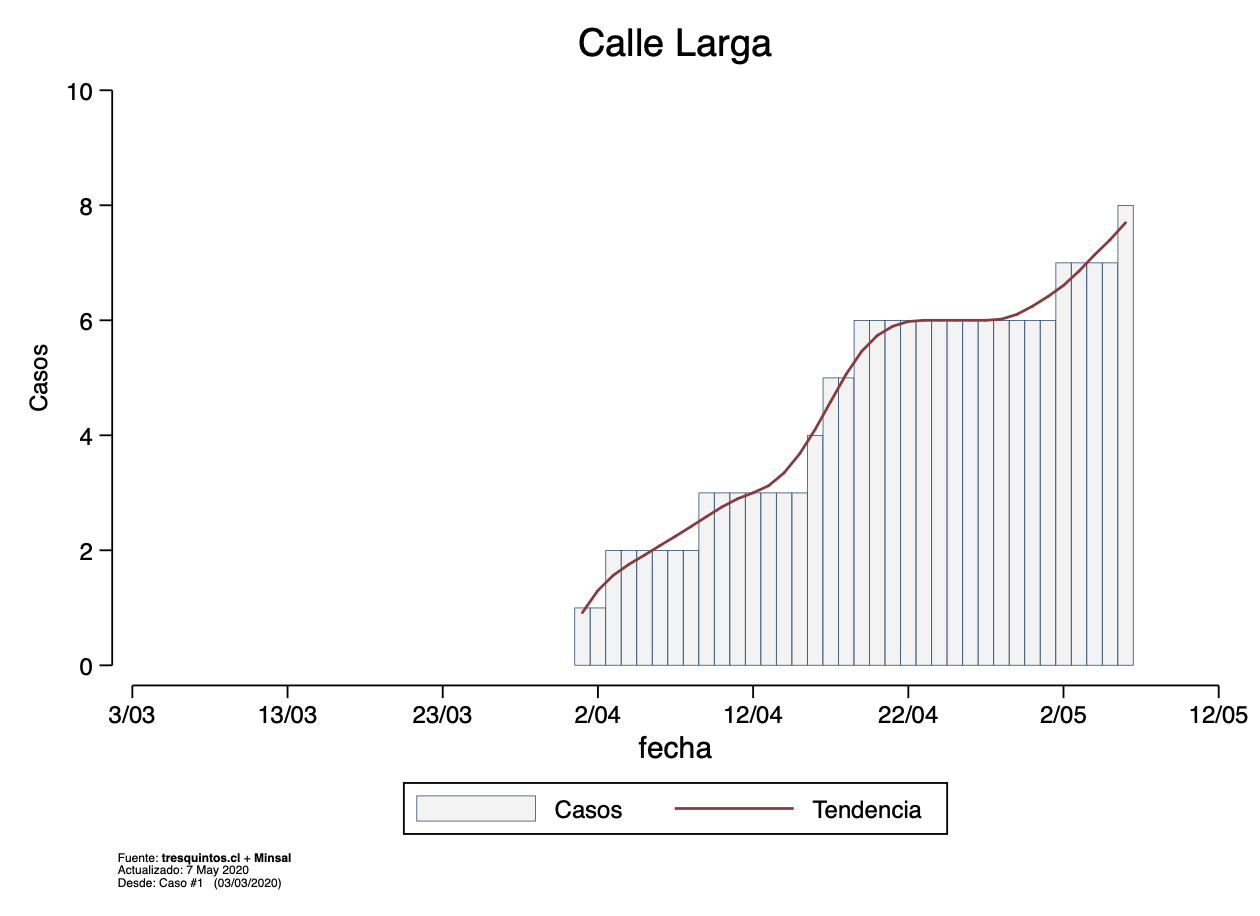 Calle Larga
10
8
6
4
2
0
Casos
3/03 13/03 23/03 2/04 12/04 22/04 2/05 12/05
fecha
Casos Tendencia
Fuente: tresquintos.cl + Minsal
Actualizado: 7 May 2020
Desde: Caso #1 (03/03/2020)